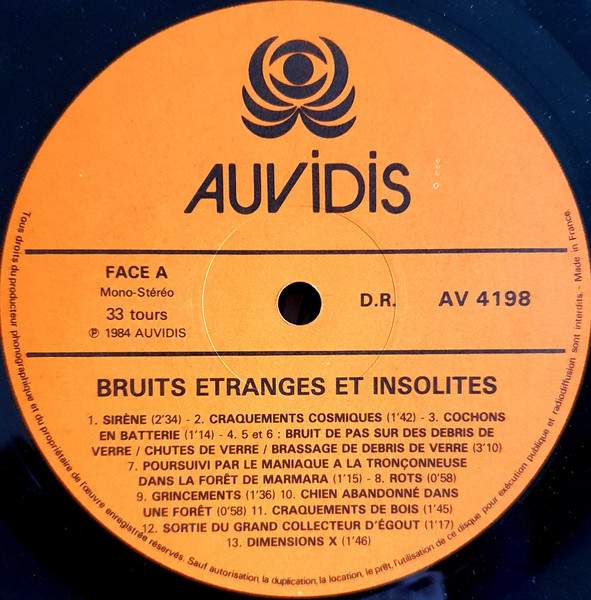 AUViDiS
FACE A
Mono-Stéréo
33 tours
℗ 1984 AUVIDIS
D.R.
AV 4198
BRUITS ETRANGES ET INSOLITES
1. SIRÈNE (2'34) - 2. CRAQUEMENTS COSMIQUES (1'42) - 3. COCHONS
EN BATTERIE (1'14) - 4. 5 et 6 : BRUIT DE PAS SUR DES DEBRIS DE
VERRE / CHUTES DE VERRE / BRASSAGE DE DEBRIS DE VERRE (3'10)
7. POURSUIVI PAR LE MANIAQUE A LA TRONÇONNEUSE
DANS LA FORÊT DE MARMARA (1'15) - 8. ROTS (0'58)
9. GRINCEMENTS (1'36) 10. CHIEN ABANDONNÉ DANS
UNE FORÊT (0'58) 11. CRAQUEMENTS DE BOIS (1'45)
12. SORTIE DU GRAND COLLECTEUR D'ÉGOUT (1'17)
13. DIMENSIONS X (1'46)
Tous droits du producteur phonographique et du propriétaire de l'œuvre enregistrée réservés. Sauf autorisation, la duplication, la location, le prêt, l'utilisation de ce disque pour exécution publique et radiodiffusion sont interdits. - Made in France.